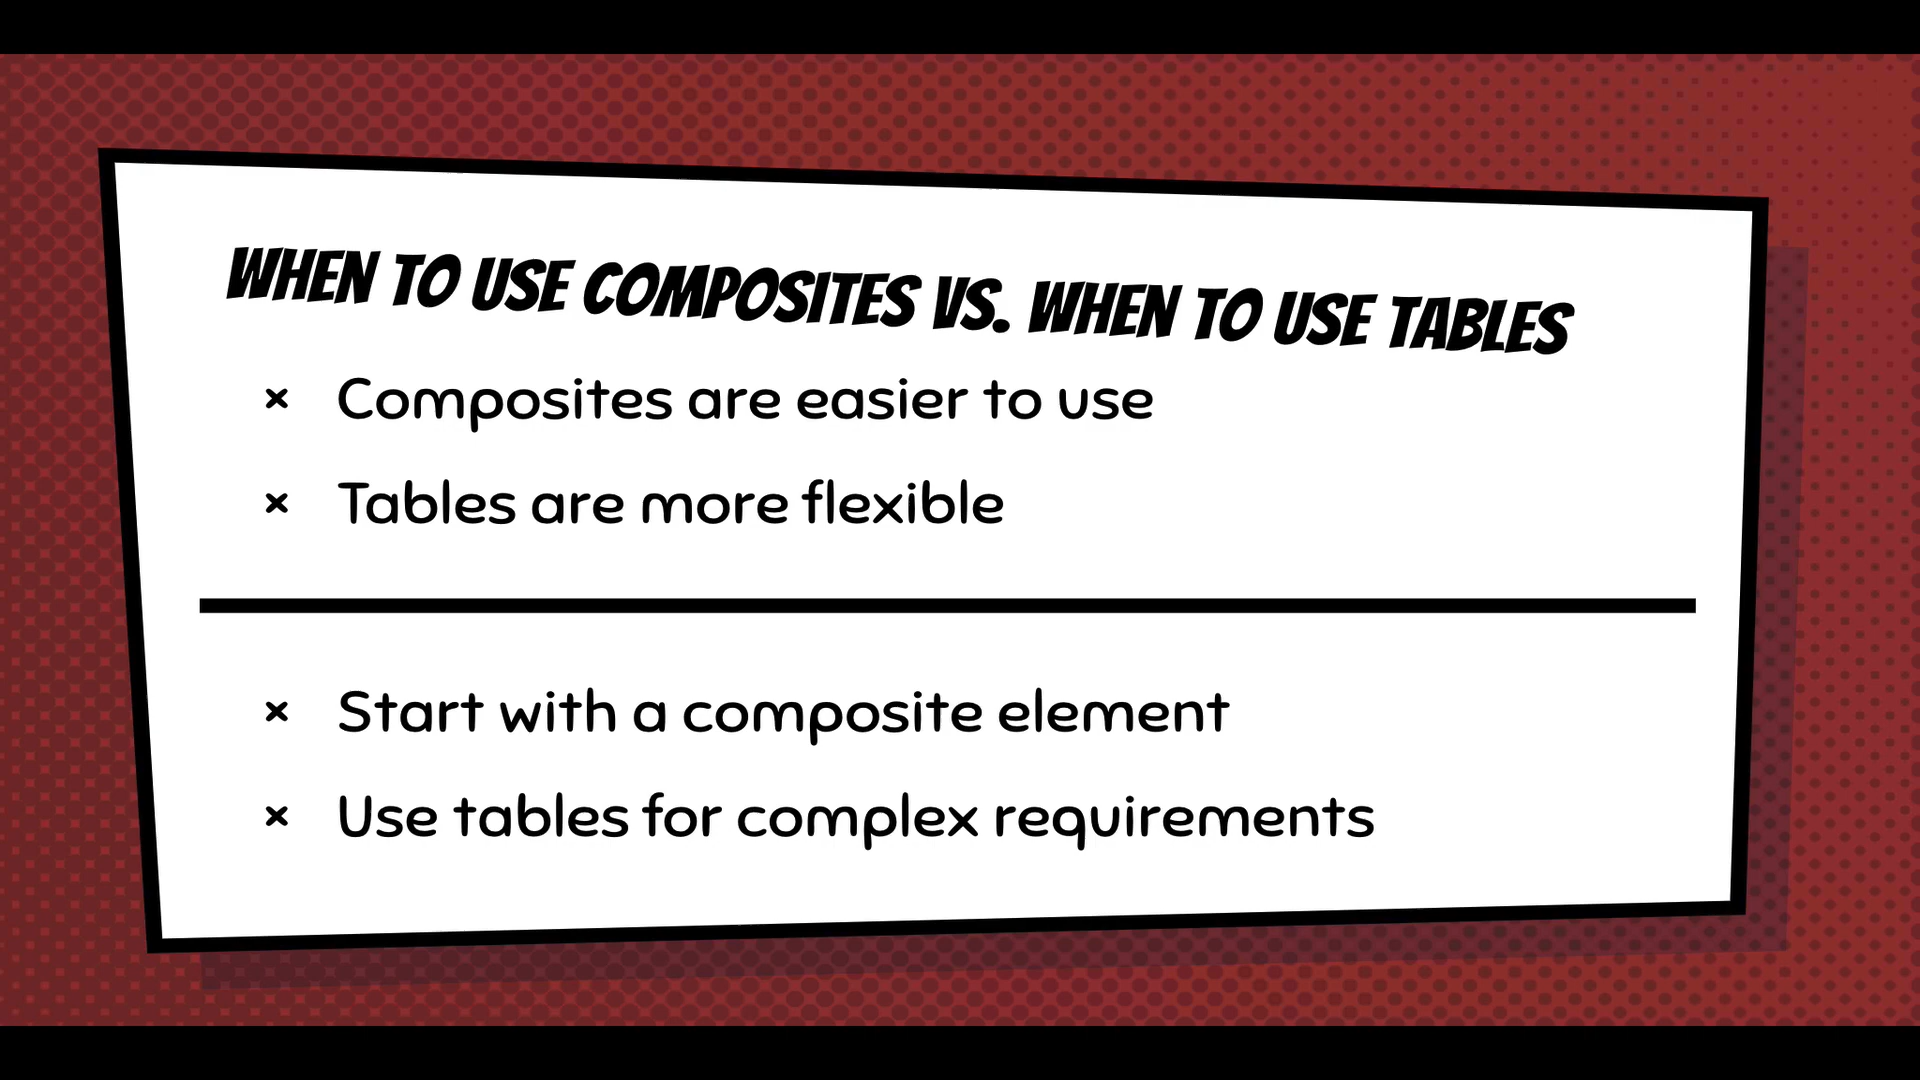 WHEN TO USE COMPOSITES VS. WHEN TO USE TABLES
× Composites are easier to use
× Tables are more flexible
× Start with a composite element
× Use tables for complex requirements